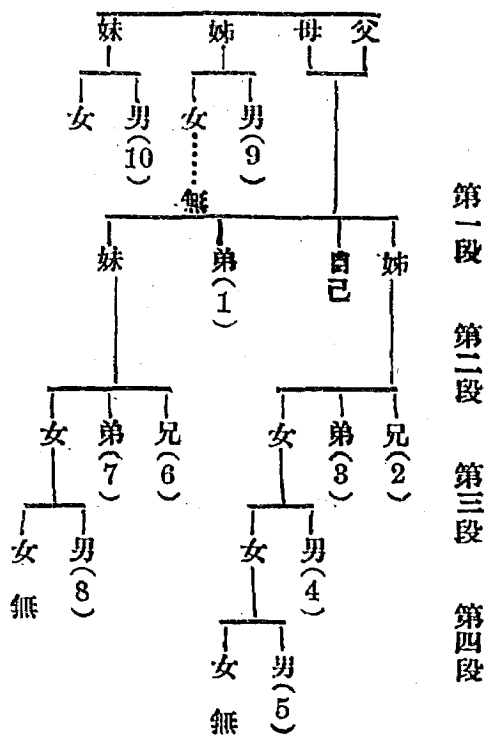 父 母 姊 妹
男(9) 女 男(10) 女
無
第一段
姊 自己 弟(1) 妹
第二段
兄(2) 弟(3) 女 兄(6) 弟(7) 女
第三段
男(4) 女 男(8) 女
無
第四段
男(5) 女
無